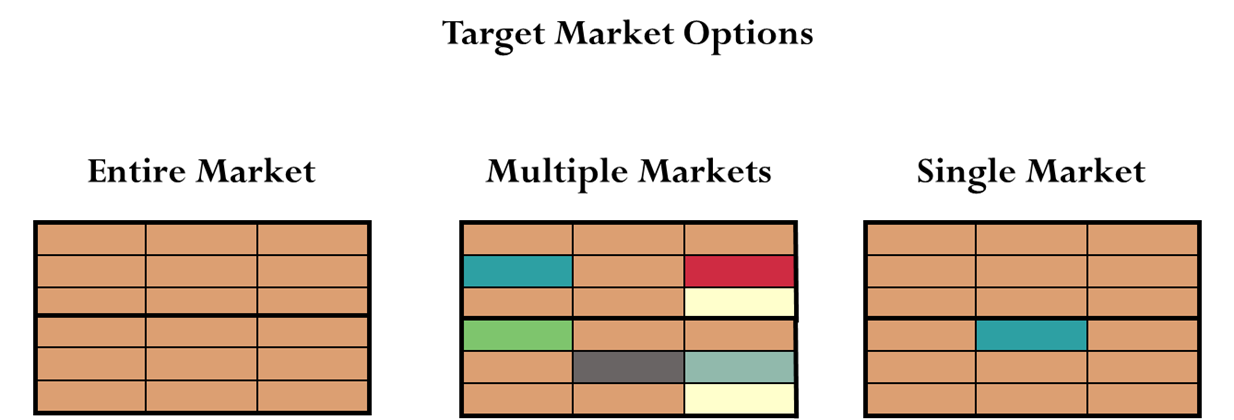 Target Market Options
Entire Market
Multiple Markets
Single Market